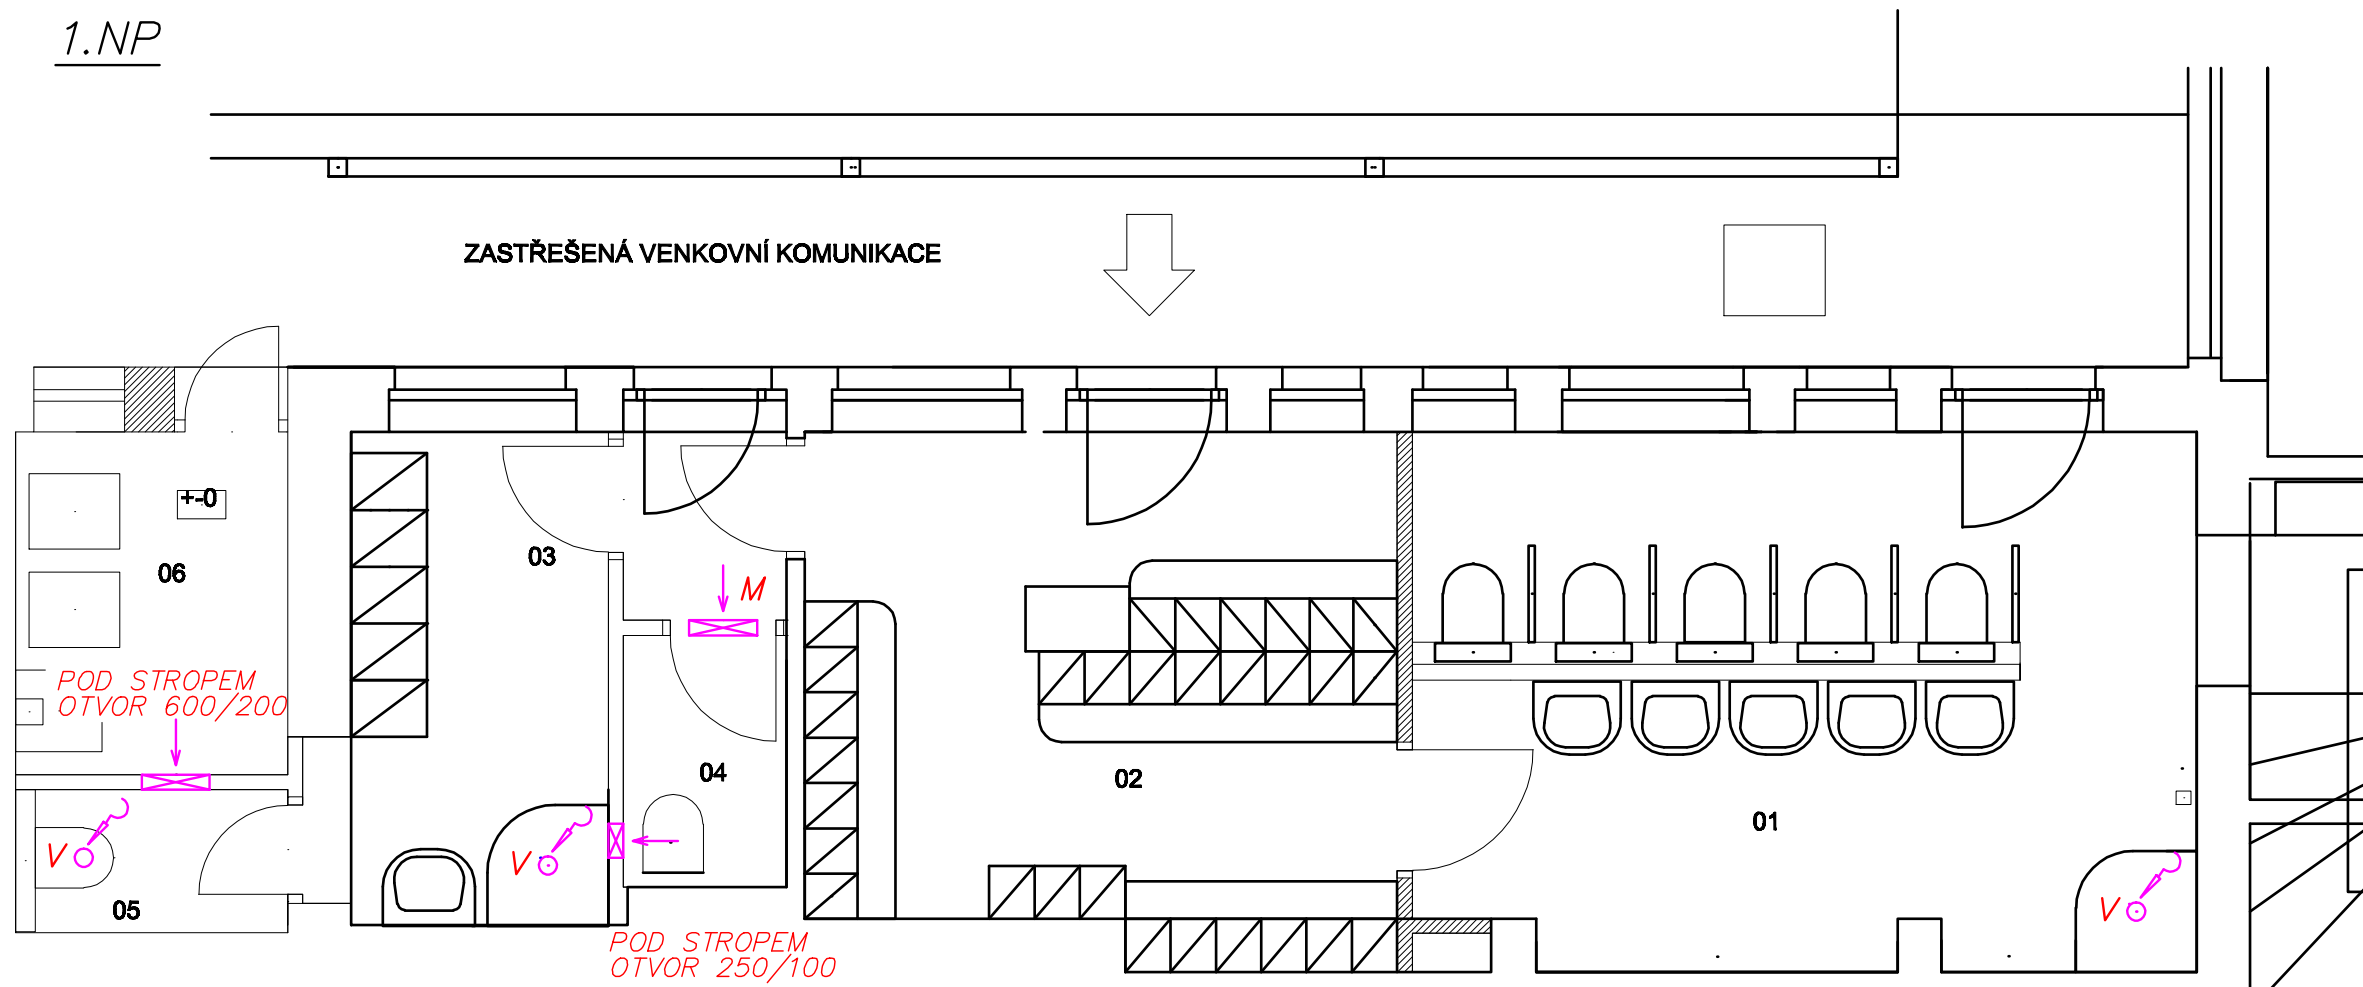 1.NP
ZASTŘEŠENÁ VENKOVNÍ KOMUNIKACE
+-0
03
06
M
POD STROPEM
OTVOR 600/200
04
02
01
V
V
05
V
POD STROPEM
OTVOR 250/100